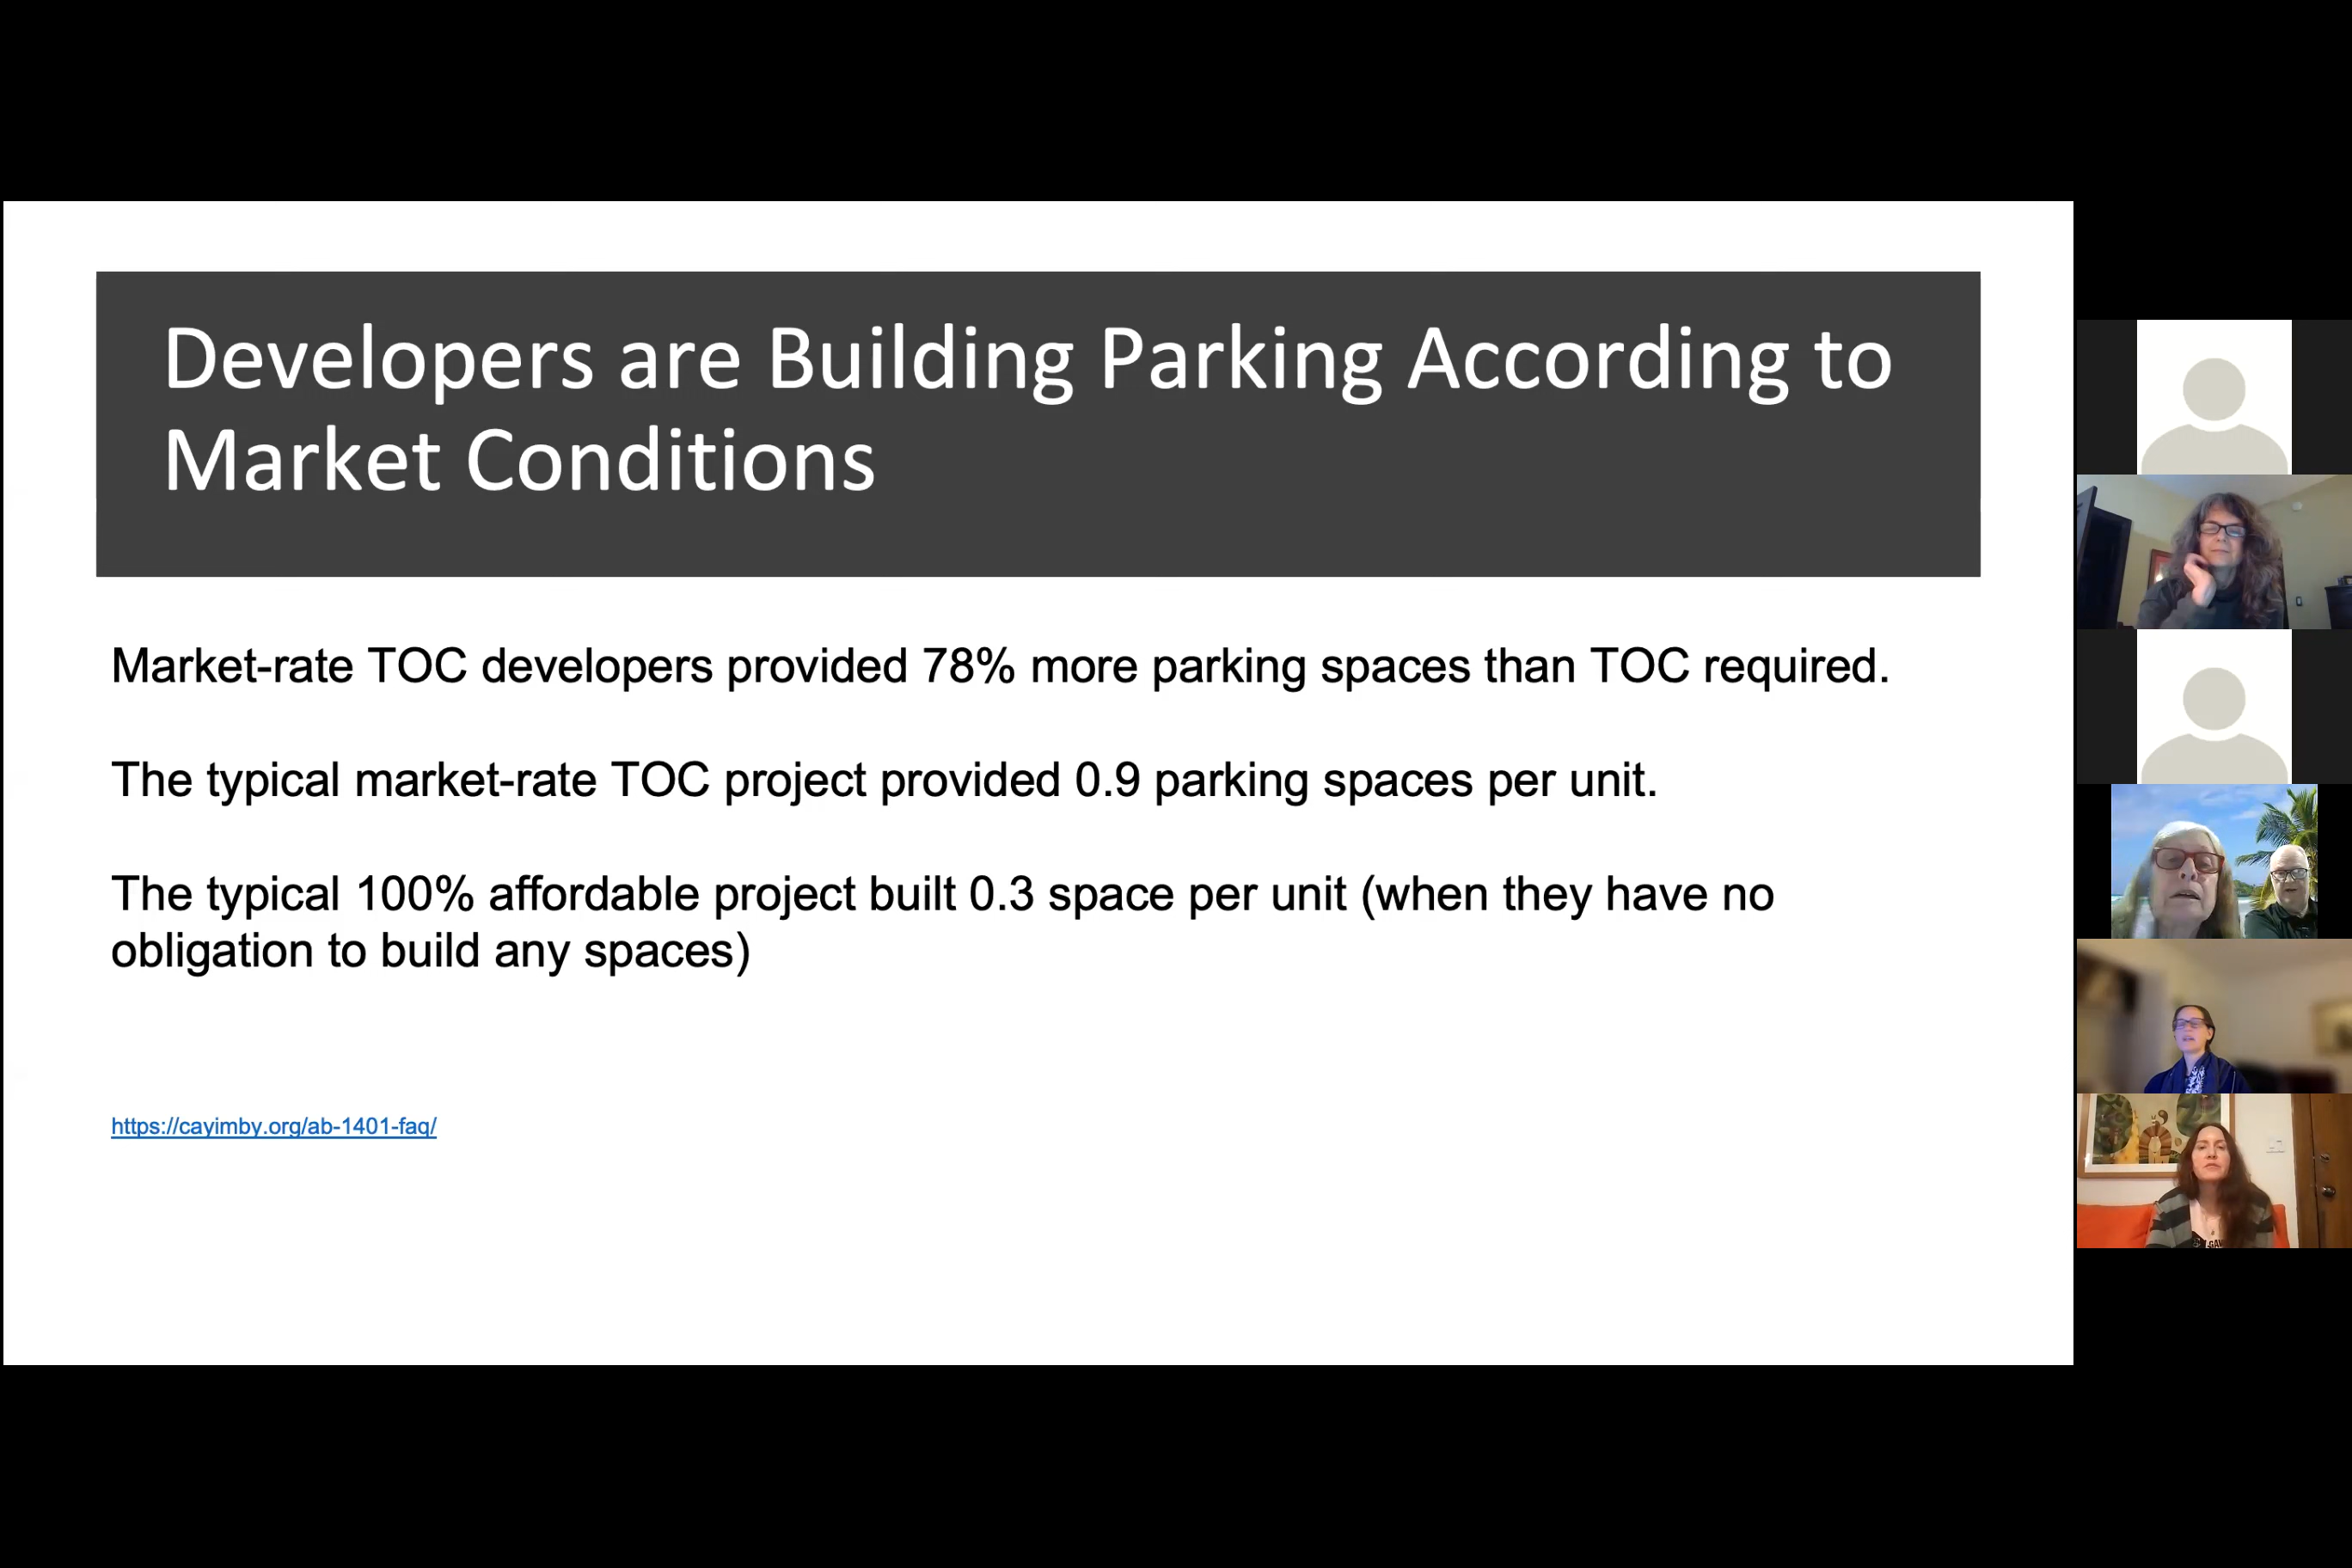 Developers are Building Parking According to
Market Conditions
Market-rate TOC developers provided 78% more parking spaces than TOC required.
The typical market-rate TOC project provided 0.9 parking spaces per unit.
The typical 100% affordable project built 0.3 space per unit (when they have no
obligation to build any spaces)
https://cayimby.org/ab-1401-faq/